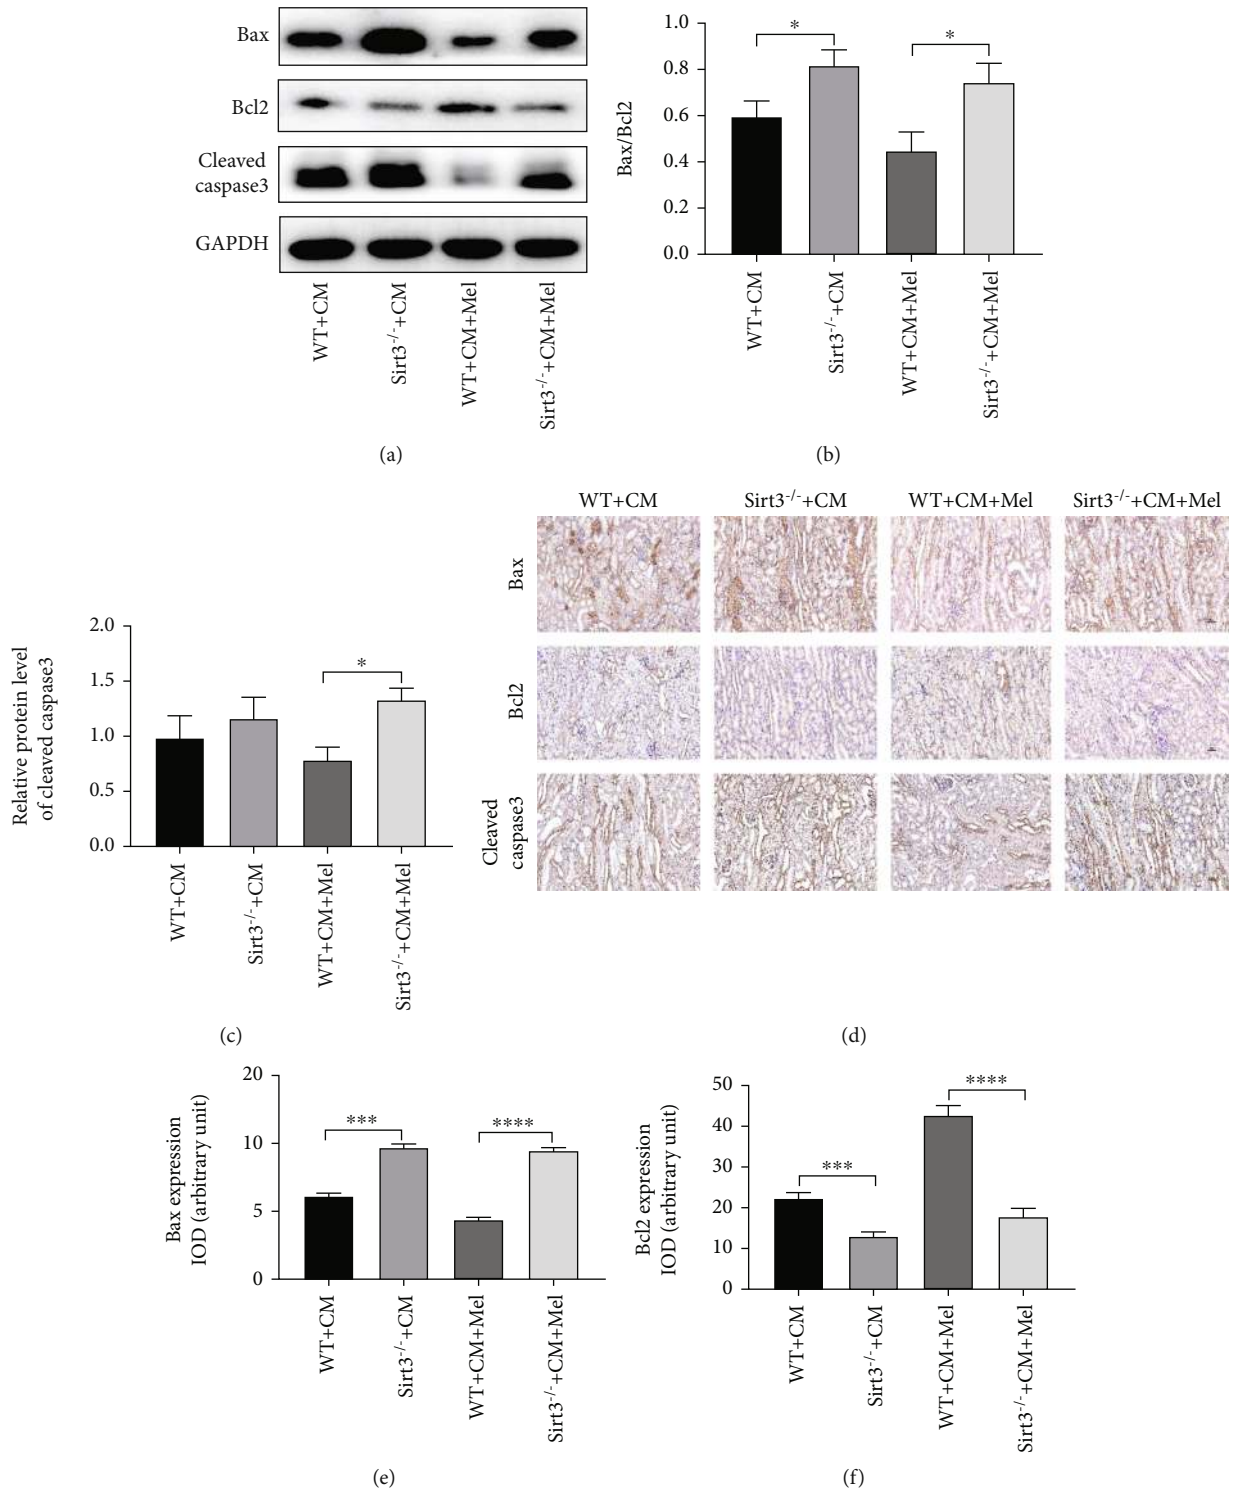 Bax
Bcl2
Cleaved
caspase3
GAPDH
WT+CM
Sirt3-/-+CM
WT+CM+Mel
Sirt3-/-+CM+Mel
(a)
Bax/Bcl2
1.0
0.8
0.6
0.4
0.2
0.0
*
*
WT+CM
Sirt3-/-+CM
WT+CM+Mel
Sirt3-/-+CM+Mel
(b)
Relative protein level
of cleaved caspase3
2.0
1.5
1.0
0.5
0.0
*
WT+CM
Sirt3-/-+CM
WT+CM+Mel
Sirt3-/-+CM+Mel
(c)
WT+CM
Sirt3-/-+CM
WT+CM+Mel
Sirt3-/-+CM+Mel
Bax
Bcl2
Cleaved
caspase3
(d)
Bax expression
IOD (arbitrary unit)
20
15
10
5
0
***
****
WT+CM
Sirt3-/-+CM
WT+CM+Mel
Sirt3-/-+CM+Mel
(e)
Bcl2 expression
IOD (arbitrary unit)
50
40
30
20
10
0
***
****
WT+CM
Sirt3-/-+CM
WT+CM+Mel
Sirt3-/-+CM+Mel
(f)